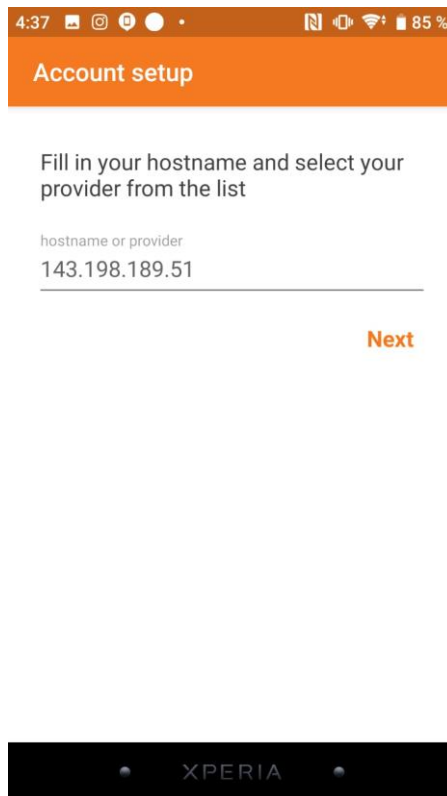 4:37
85 %
Account setup
Fill in your hostname and select your
provider from the list
hostname or provider
143.198.189.51
Next
XPERIA